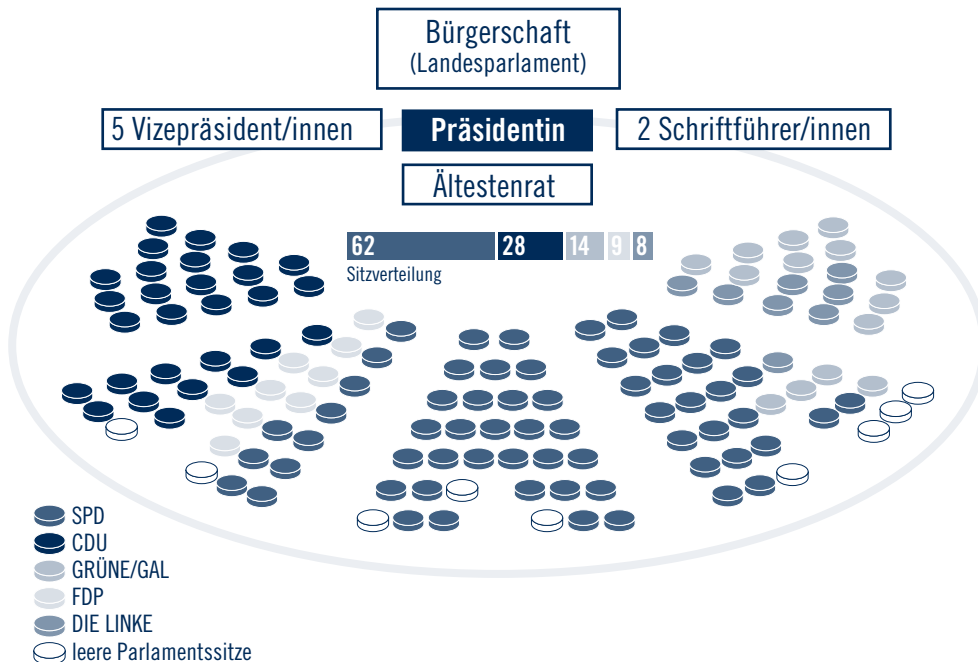 Bürgerschaft
(Landesparlament)
5 Vizepräsident/innen
Präsidentin
2 Schriftführer/innen
Ältestenrat
62 28 14 9 8
Sitzverteilung
SPD
CDU
GRÜNE/GAL
FDP
DIE LINKE
leere Parlamentssitze